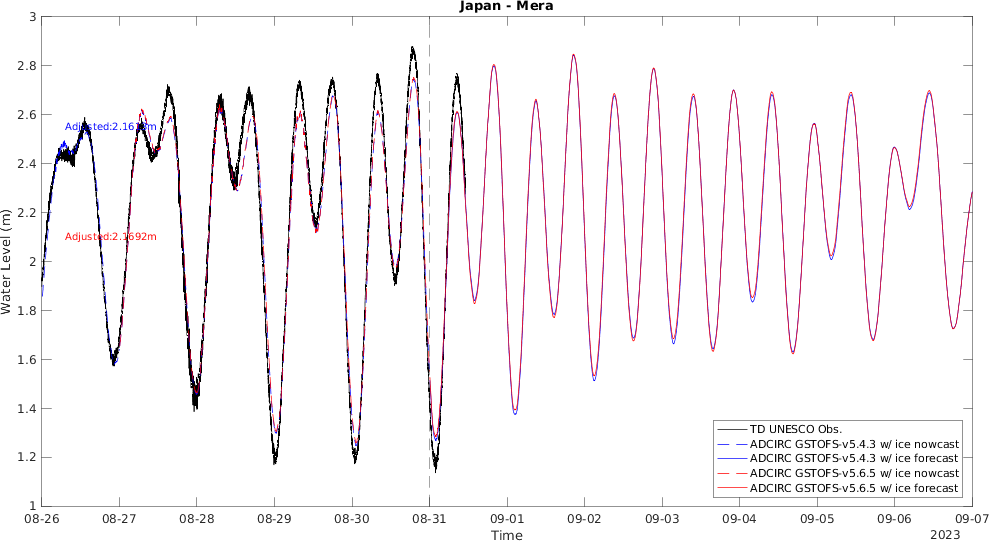 Japan - Mera
Water Level (m)
3
2.8
2.6
2.4
2.2
2
1.8
1.6
1.4
1.2
1
Adjusted:2.1692m
TD UNESCO Obs.
ADCIRC GSTOFS-v5.4.3 w/ ice nowcast
ADCIRC GSTOFS-v5.4.3 w/ ice forecast
ADCIRC GSTOFS-v5.6.5 w/ ice nowcast
ADCIRC GSTOFS-v5.6.5 w/ ice forecast
08-26 08-27 08-28 08-29 08-30 08-31 09-01 09-02 09-03 09-04 09-05 09-06 09-07
Time
2023